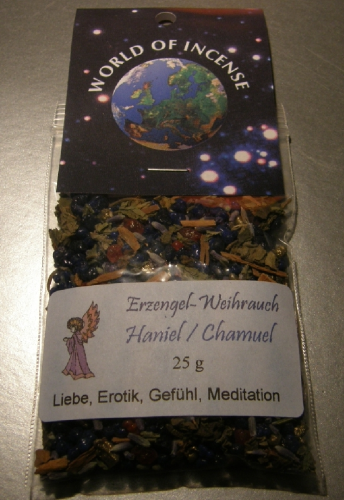 WORLD OF INCENSE
Erzengel-Weihrauch
Haniel / Chamuel
25 g
Liebe, Erotik, Gefühl, Meditation